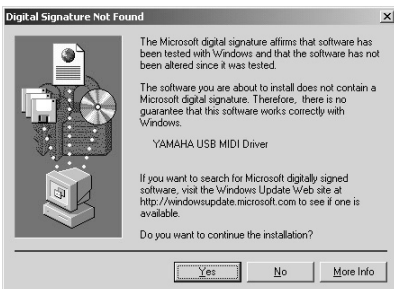 Digital Signature Not Found
The Microsoft digital signature affirms that software has
been tested with Windows and that the software has not
been altered since it was tested.
The software you are about to install does not contain a
Microsoft digital signature. Therefore, there is no
guarantee that this software works correctly with
Windows.
YAMAHA USB MIDI Driver
If you want to search for Microsoft digitally signed
software, visit the Windows Update Web site at
http://windowsupdate.microsoft.com to see if one is
available.
Do you want to continue the installation?
Yes No More Info